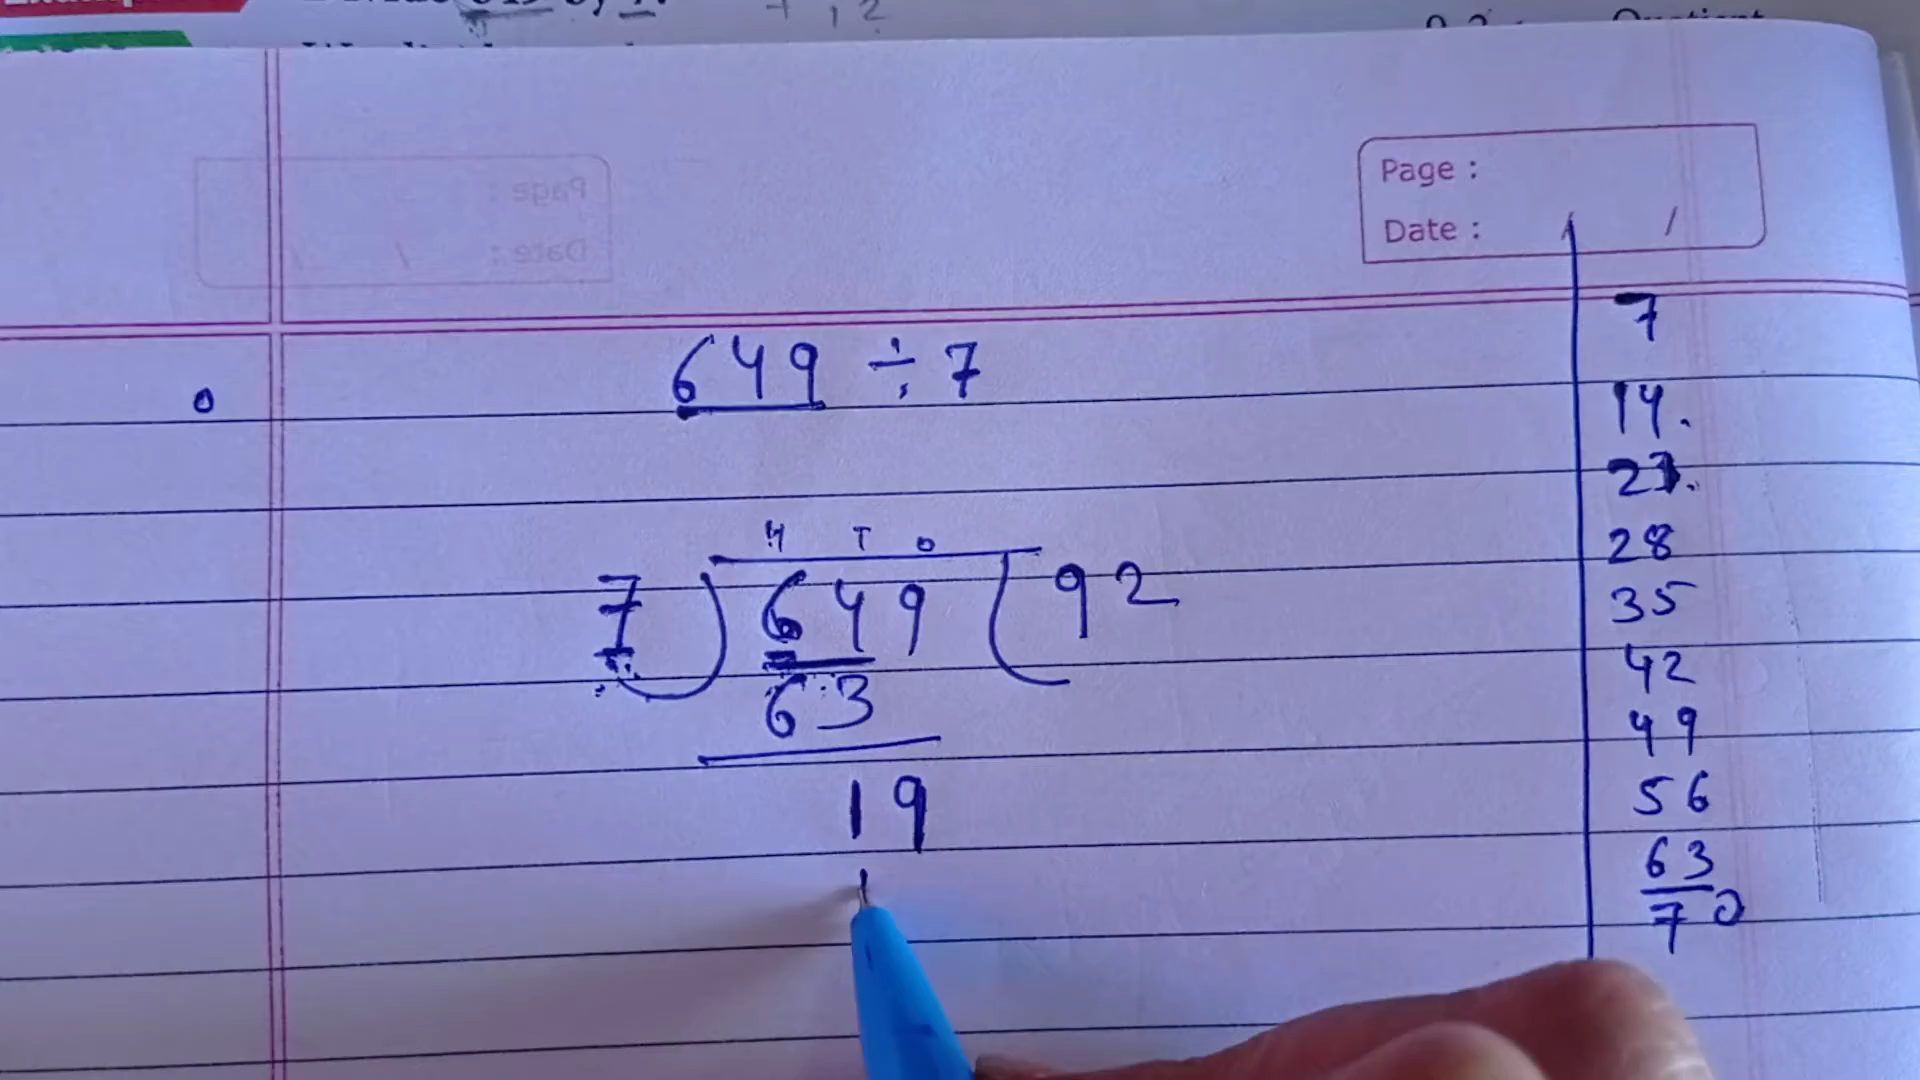 Page :
Date : / /
649 ÷ 7
H T O
7 ) 649 ( 92
63
19
1
7
14.
21.
28
35
42
49
56
63
70